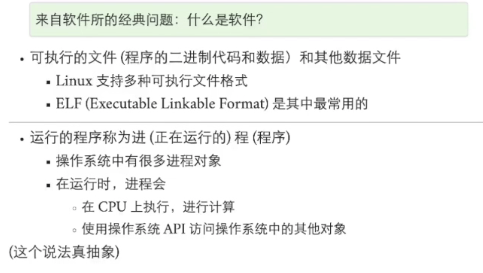 来自软件所的经典问题：什么是软件？
• 可执行的文件 (程序的二进制代码和数据）和其他数据文件
▪ Linux 支持多种可执行文件格式
▪ ELF (Executable Linkable Format) 是其中最常用的
• 运行的程序称为进 (正在运行的) 程 (程序)
▪ 操作系统中有很多进程对象
▪ 在运行时，进程会
◦ 在 CPU 上执行，进行计算
◦ 使用操作系统 API 访问操作系统中的其他对象
(这个说法真抽象)